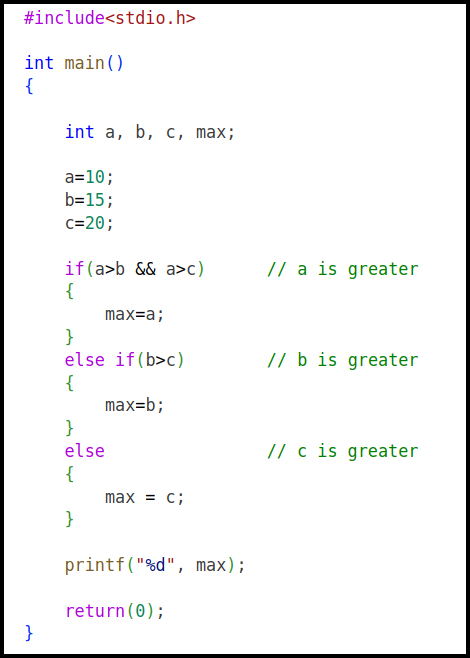 #include<stdio.h>
int main()
{
    int a, b, c, max;
    a=10;
    b=15;
    c=20;
    if(a>b && a>c)      // a is greater
    {
        max=a;
    }
    else if(b>c)        // b is greater
    {
        max=b;
    }
    else                // c is greater
    {
        max = c;
    }
    printf("%d", max);
    return(0);
}